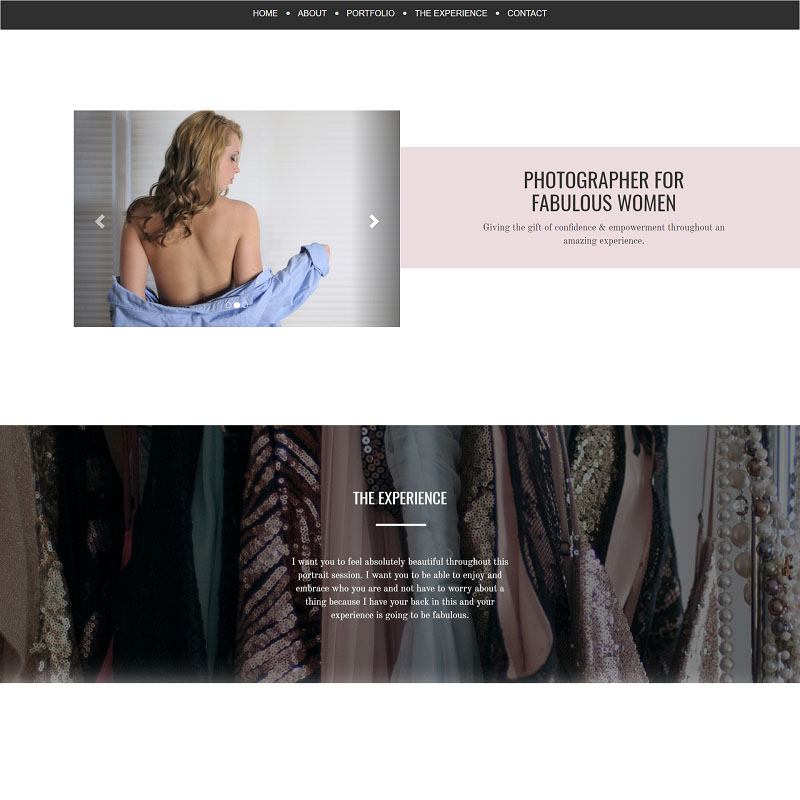 HOME • ABOUT • PORTFOLIO • THE EXPERIENCE • CONTACT
PHOTOGRAPHER FOR
FABULOUS WOMEN
Giving the gift of confidence & empowerment throughout an
amazing experience.
THE EXPERIENCE
I want you to feel absolutely beautiful throughout this
portrait session. I want you to be able to enjoy and
embrace who you are and not have to worry about a
thing because I have your back in this and your
experience is going to be fabulous.